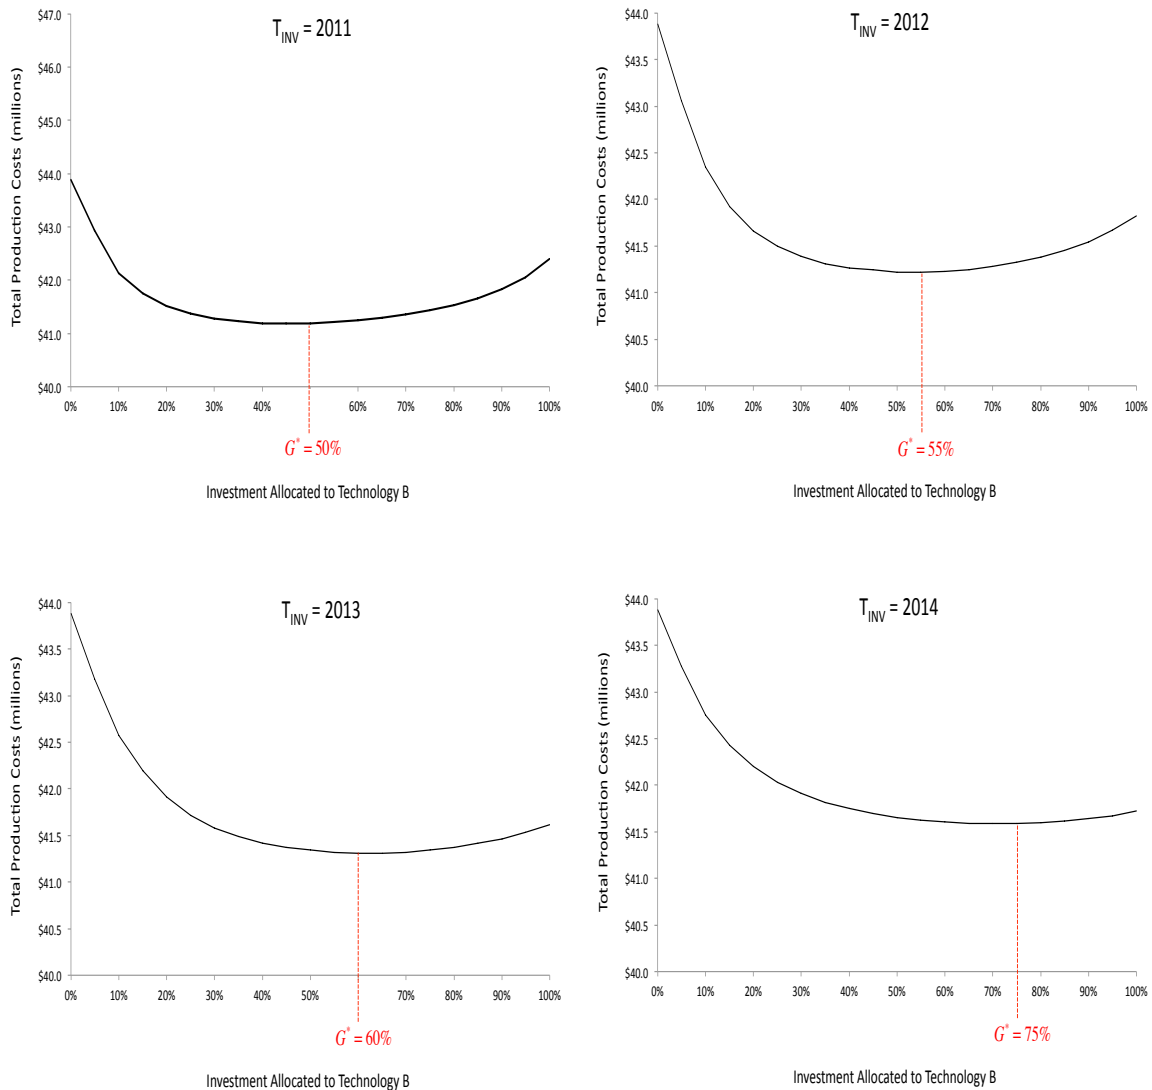 T_INV = 2011
Total Production Costs (millions)
$47.0
$46.0
$45.0
$44.0
$43.0
$42.0
$41.0
$40.0
0% 10% 20% 30% 40% 60% 70% 80% 90% 100%
G* = 50%
Investment Allocated to Technology B
T_INV = 2012
Total Production Costs (millions)
$44.0
$43.5
$43.0
$42.5
$42.0
$41.5
$41.0
$40.5
$40.0
0% 10% 20% 30% 40% 50% 60% 70% 80% 90% 100%
G* = 55%
Investment Allocated to Technology B
T_INV = 2013
Total Production Costs (millions)
$44.0
$43.5
$43.0
$42.5
$42.0
$41.5
$41.0
$40.5
$40.0
0% 10% 20% 30% 40% 50% 70% 80% 90% 100%
G* = 60%
Investment Allocated to Technology B
T_INV = 2014
Total Production Costs (millions)
$44.0
$43.5
$43.0
$42.5
$42.0
$41.5
$41.0
$40.5
$40.0
0% 10% 20% 30% 40% 50% 60% 70% 80% 90% 100%
G* = 75%
Investment Allocated to Technology B